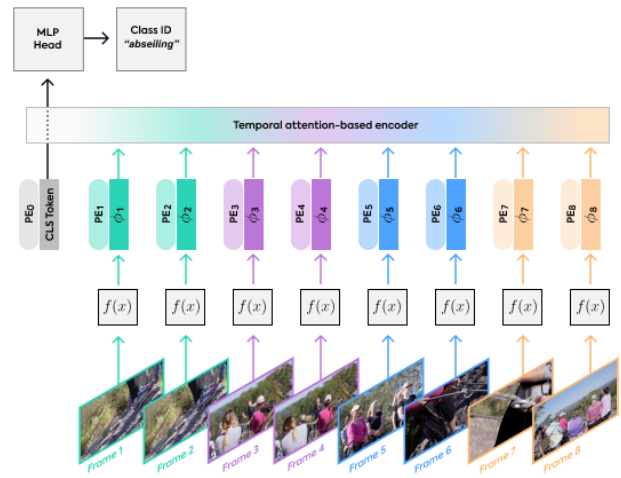 MLP
Head
Class ID
"abseiling"
Temporal attention-based encoder
PE0 CLS Token
PE1 ϕ1
PE2 ϕ2
PE3 ϕ3
PE4 ϕ4
PE5 ϕ5
PE6 ϕ6
PE7 ϕ7
PE8 ϕ8
f(x) f(x) f(x) f(x) f(x) f(x) f(x) f(x)
Frame 1 Frame 2 Frame 3 Frame 4 Frame 5 Frame 6 Frame 7 Frame 8